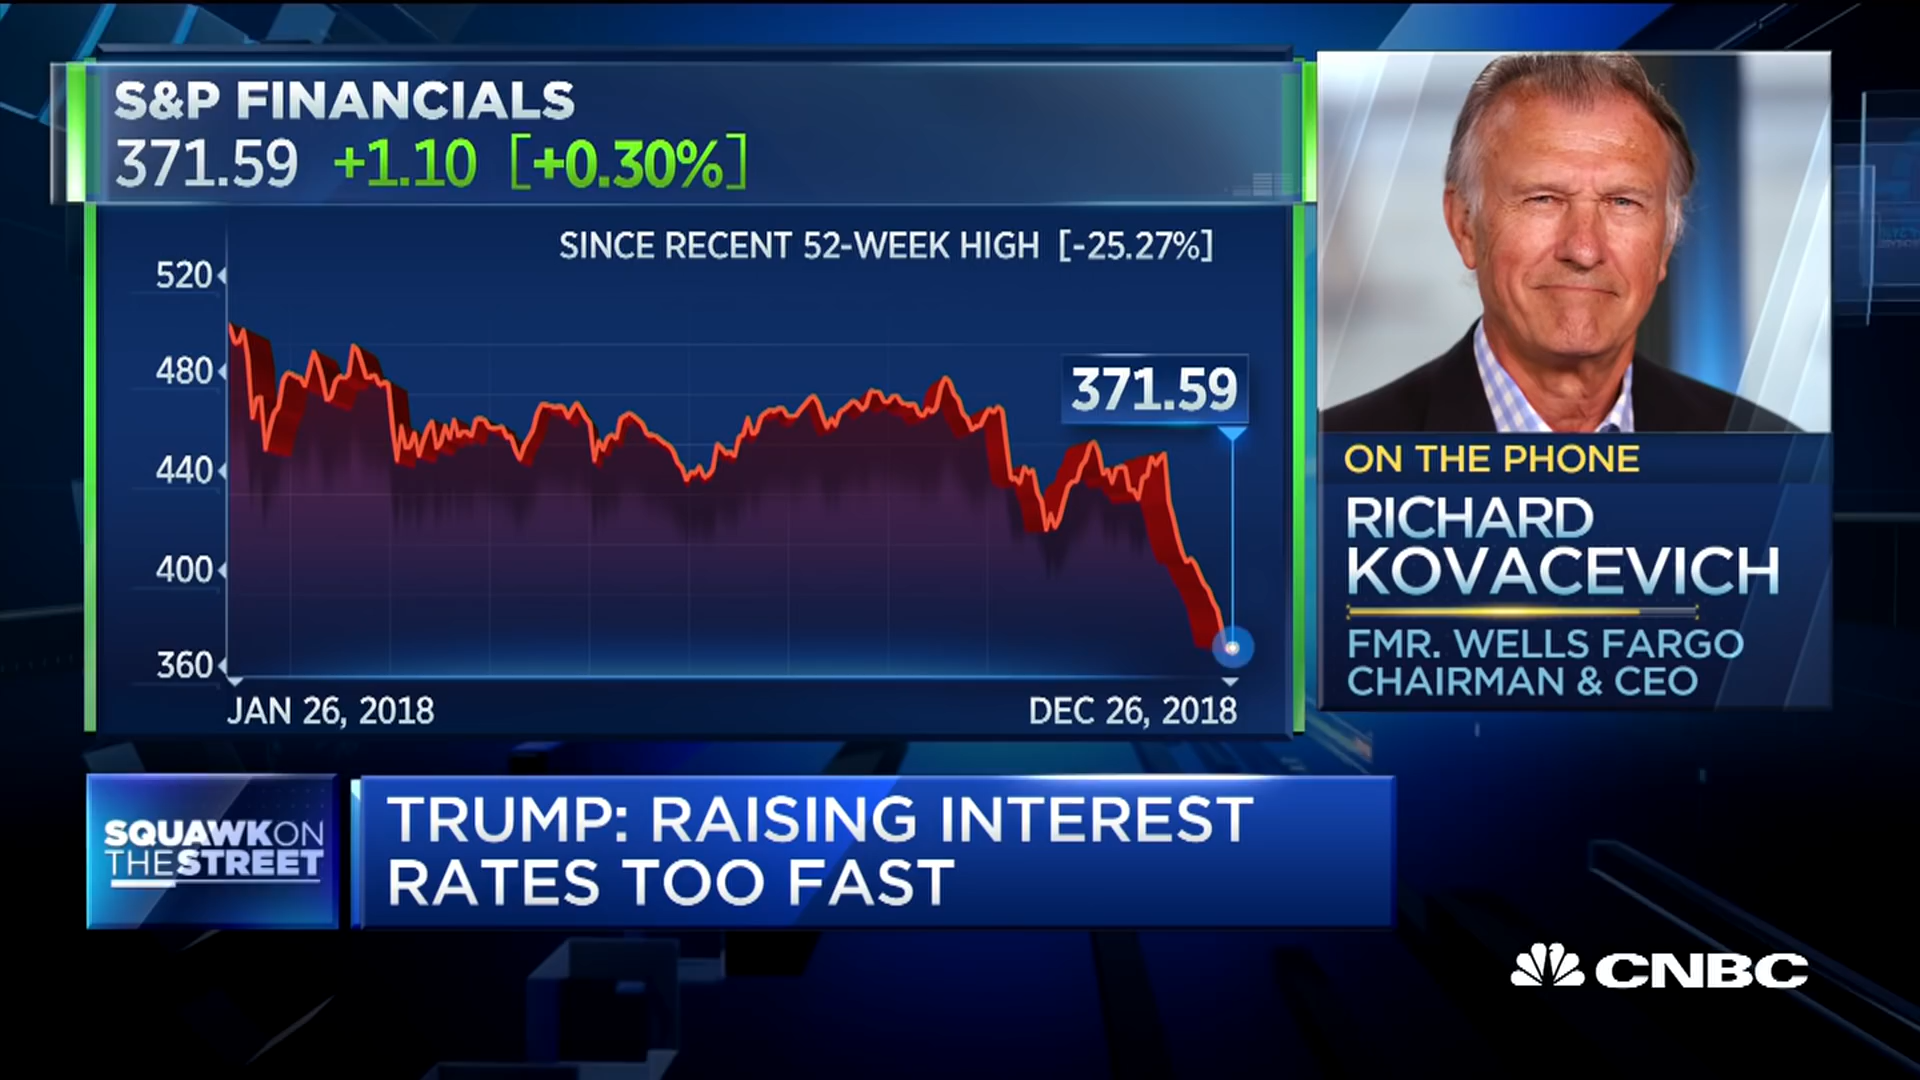 S&P FINANCIALS
371.59 +1.10 [+0.30%]
SINCE RECENT 52-WEEK HIGH [-25.27%]
520
480
440
400
360
371.59
JAN 26, 2018
DEC 26, 2018
ON THE PHONE
RICHARD
KOVACEVICH
FMR. WELLS FARGO
CHAIRMAN & CEO
SQUAWK ON
THE STREET
TRUMP: RAISING INTEREST
RATES TOO FAST
CNBC